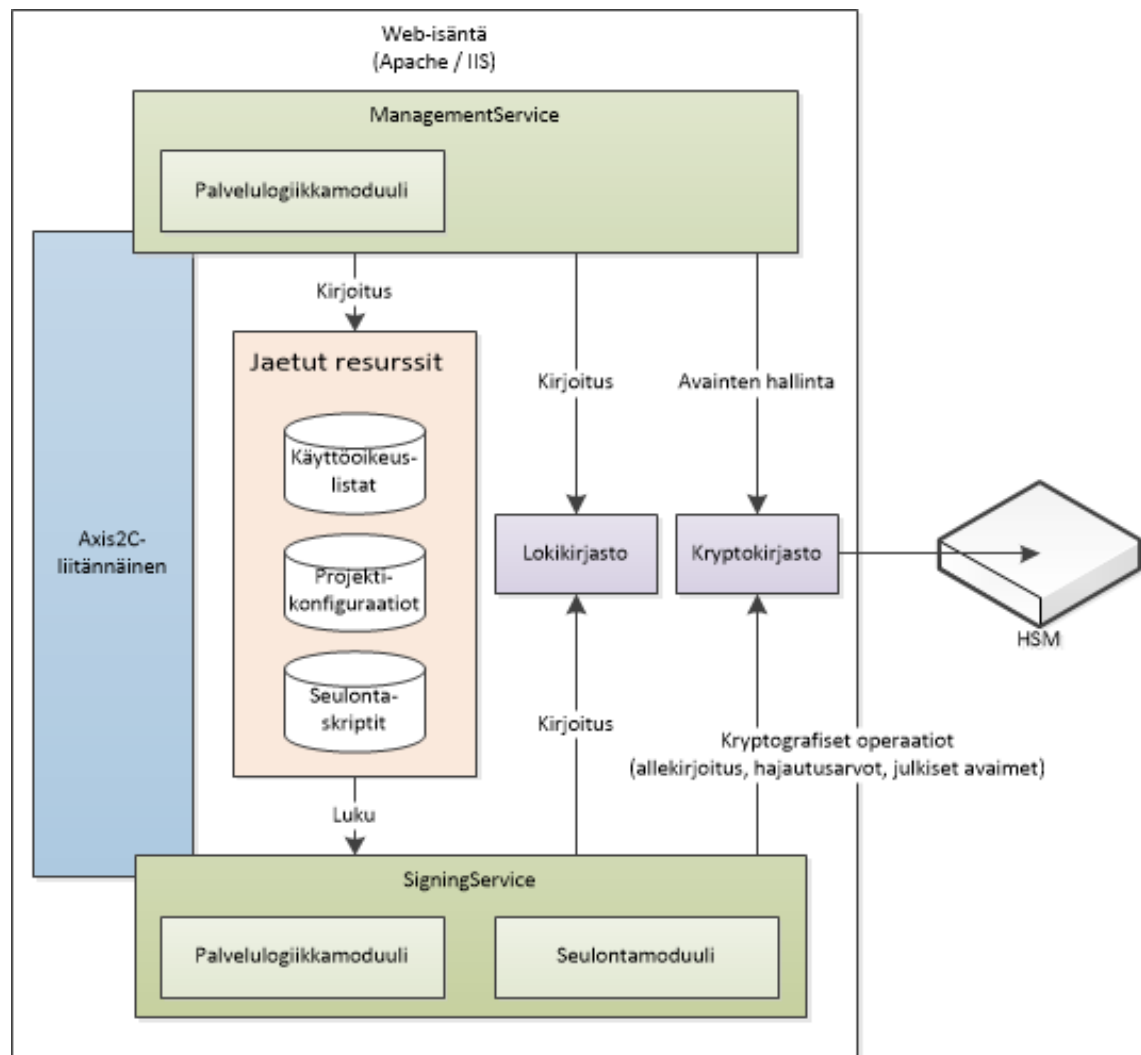 Web-isäntä
(Apache / IIS)
ManagementService
Palvelulogiikkamoduuli
Kirjoitus
Jaetut resurssit
Kirjoitus
Avainten hallinta
Käyttöoikeus-
listat
Axis2C-
liitännäinen
Projekti-
konfiguraatiot
Lokikirjasto
Kryptokirjasto
HSM
Seulonta-
skriptit
Kirjoitus
Kryptografiset operaatiot
(allekirjoitus, hajautusarvot, julkiset avaimet)
Luku
SigningService
Palvelulogiikkamoduuli
Seulontamoduuli